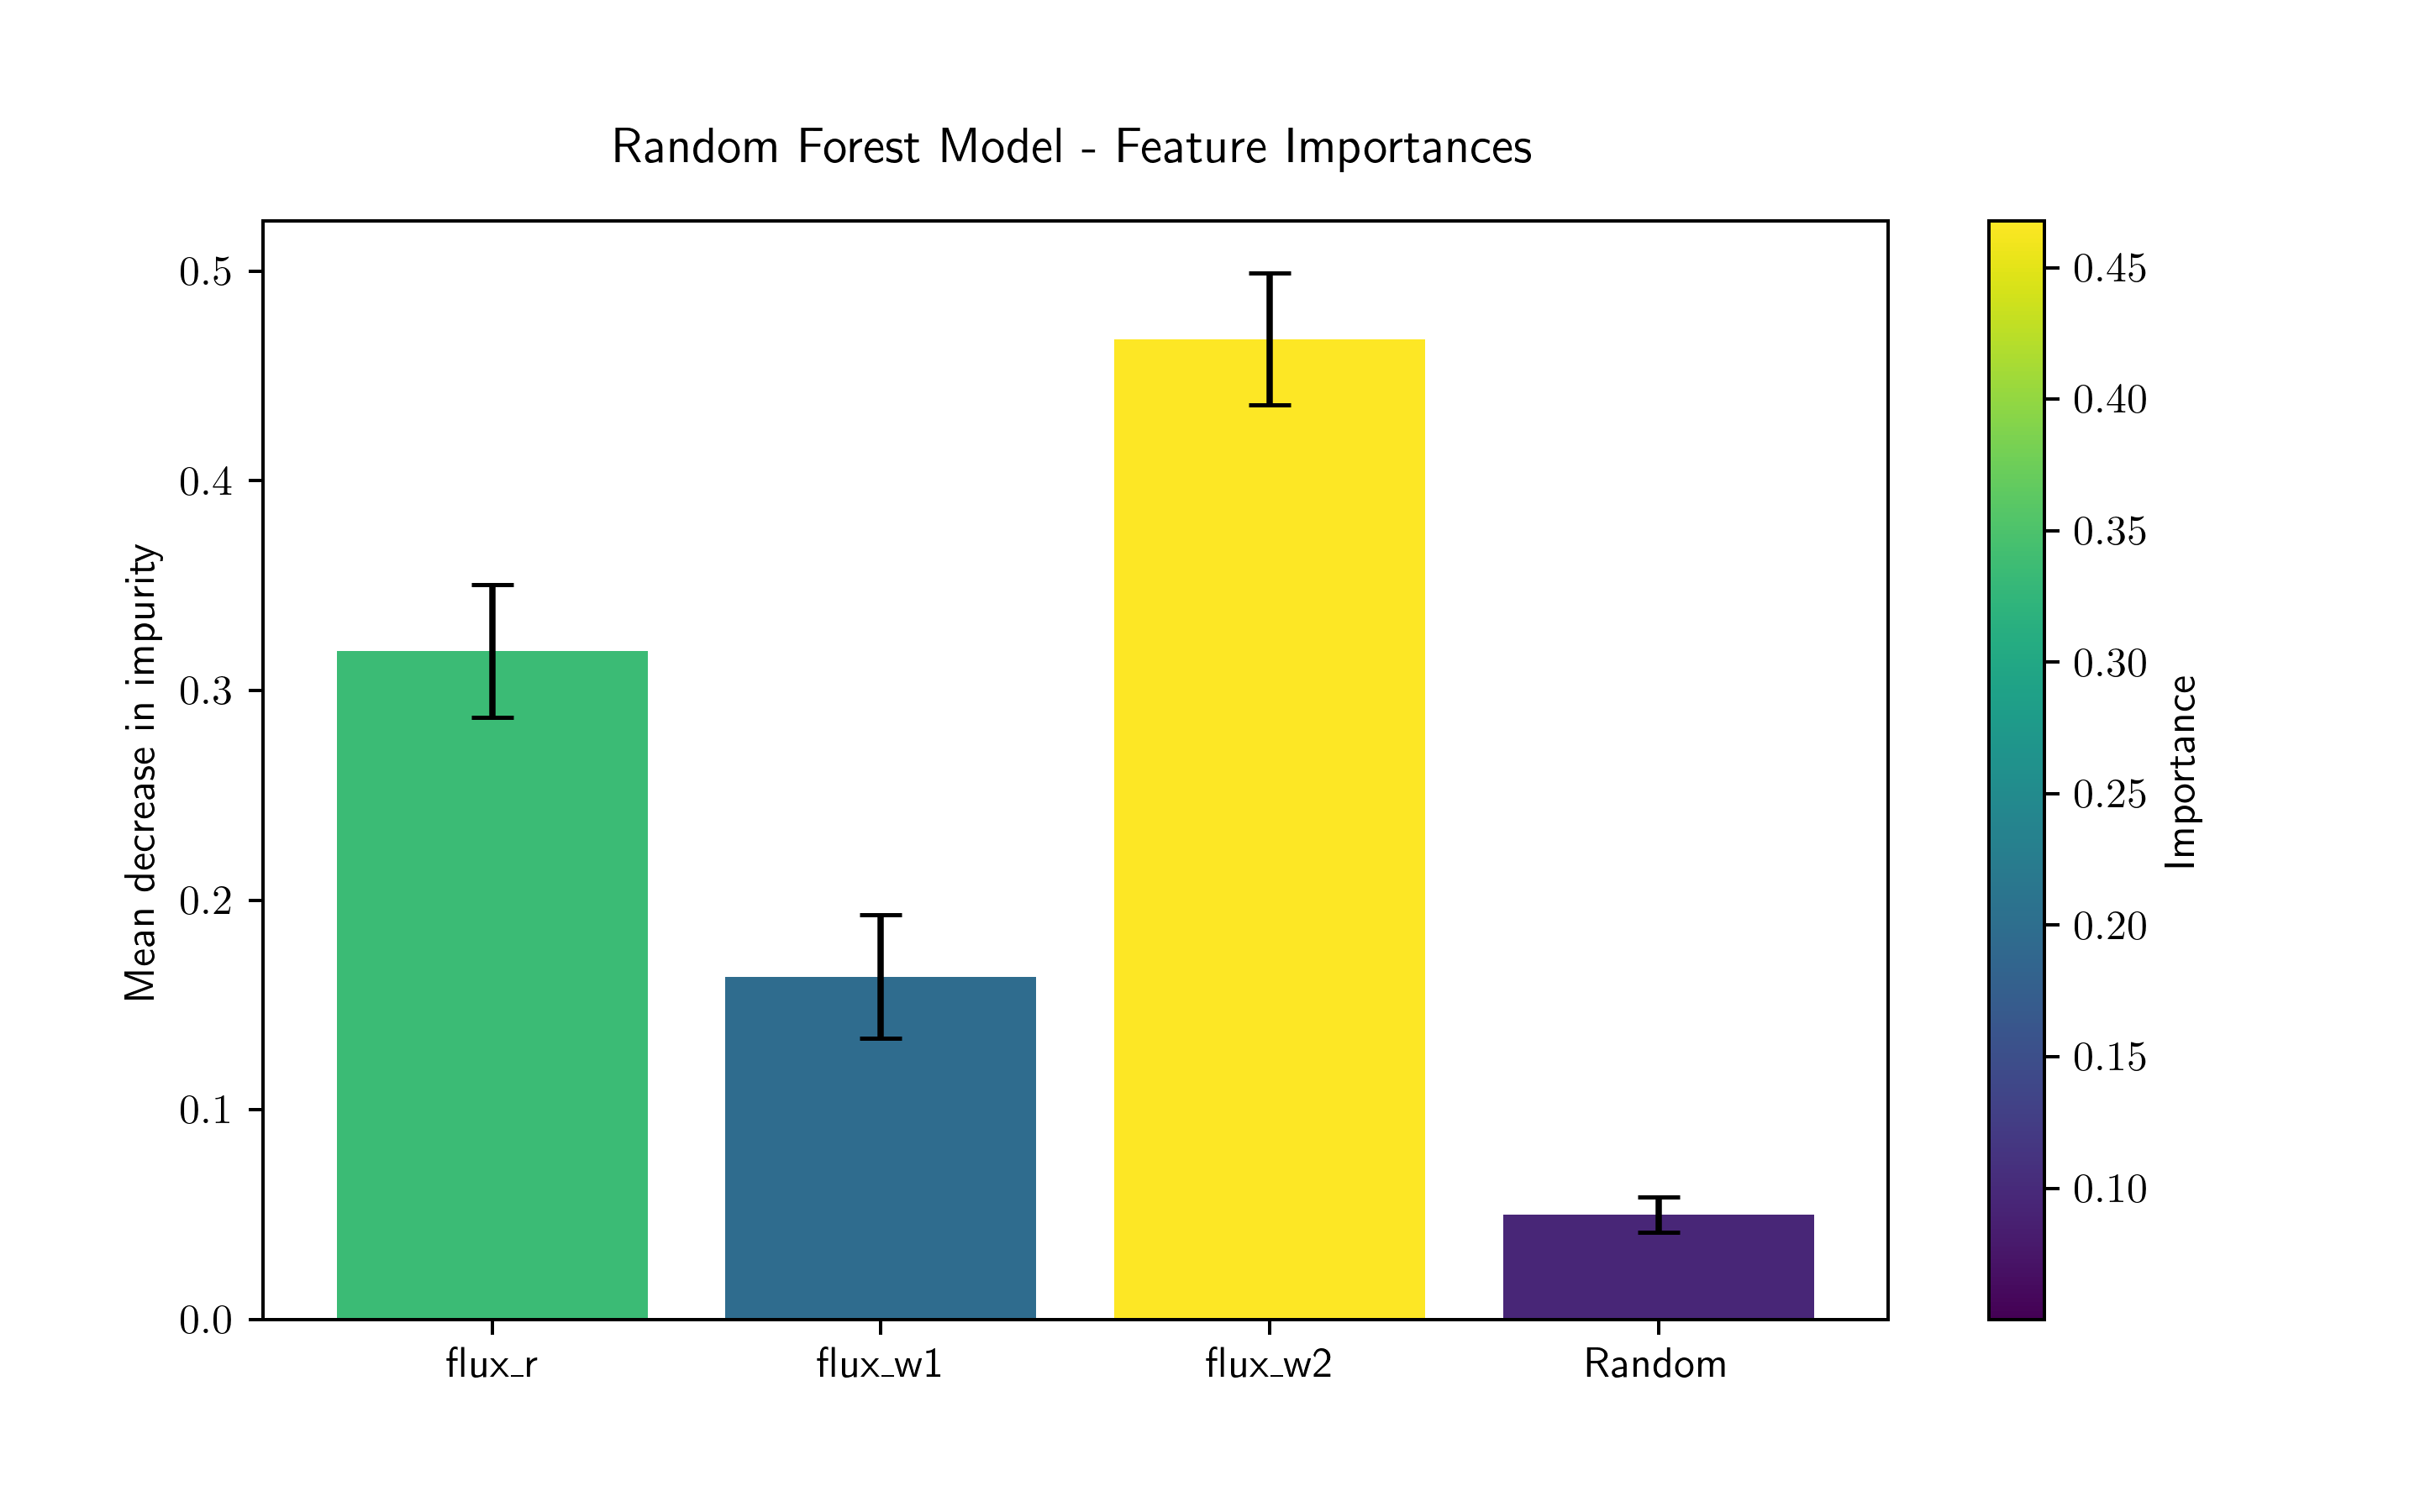 Random Forest Model - Feature Importances
Mean decrease in impurity
0.5
0.4
0.3
0.2
0.1
0.0
flux_r
flux_w1
flux_w2
Random
0.45
0.40
0.35
0.30
0.25
0.20
0.15
0.10
Importance